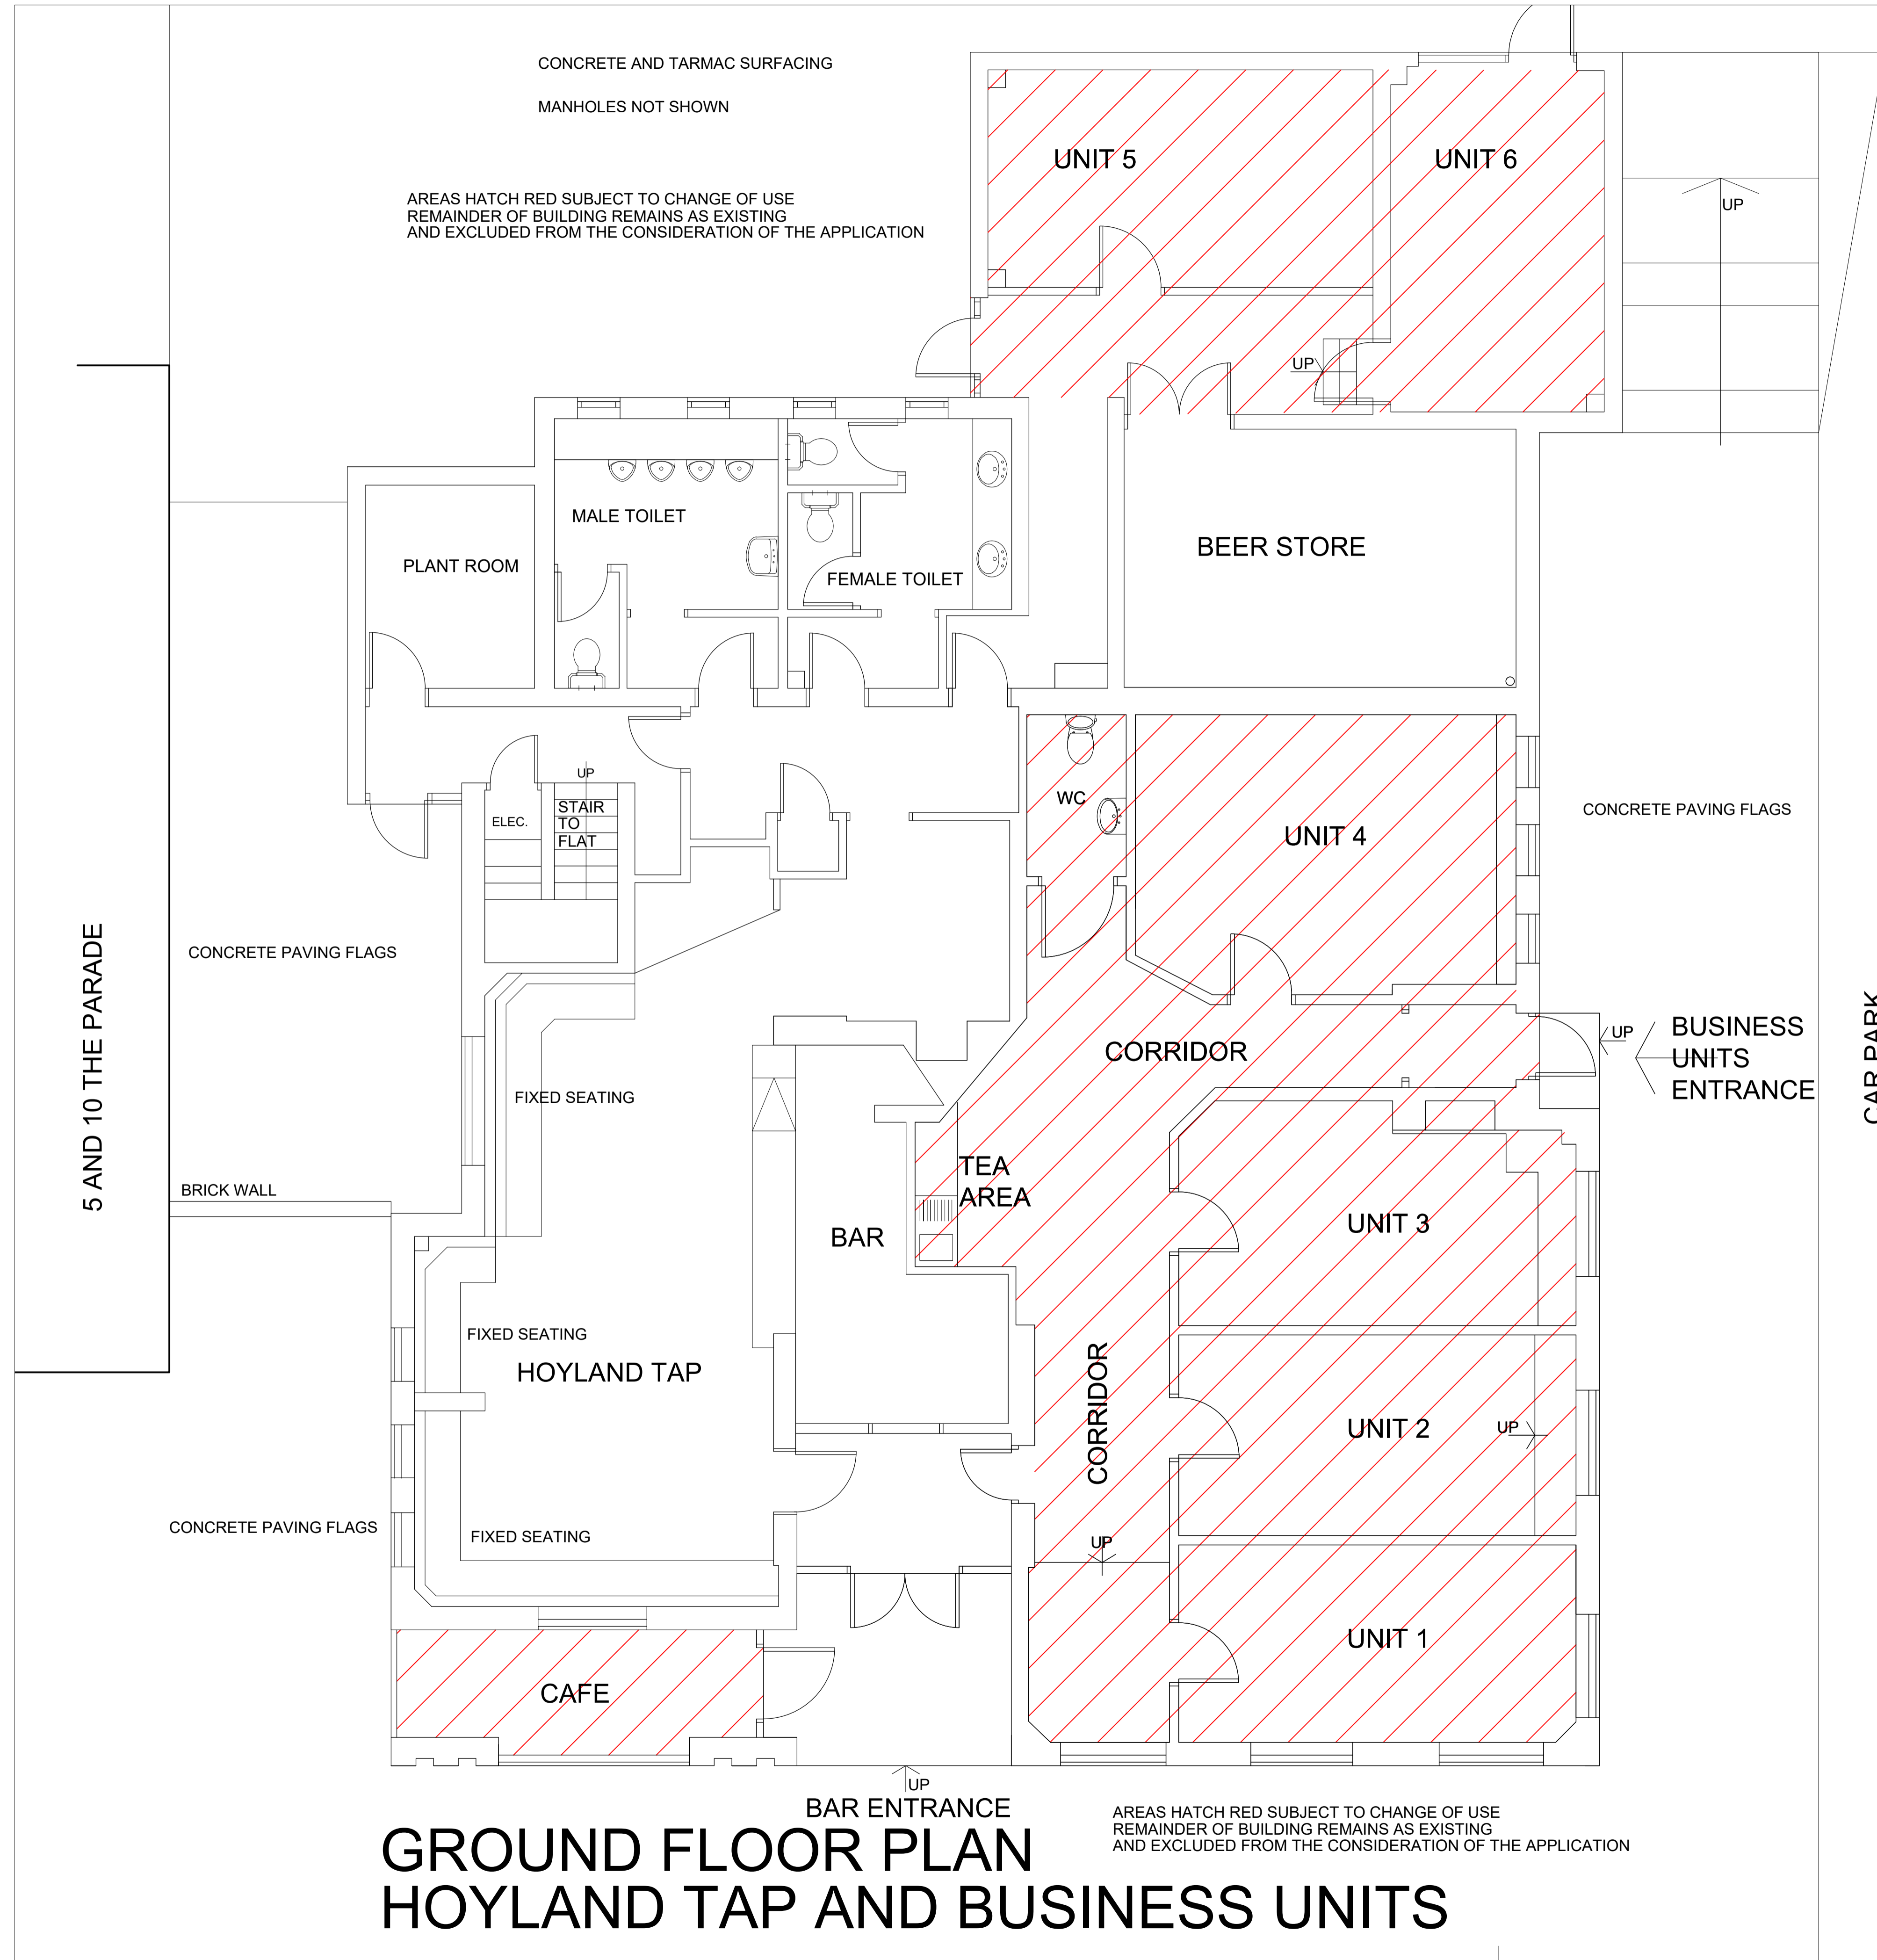 CONCRETE AND TARMAC SURFACING
MANHOLES NOT SHOWN
AREAS HATCH RED SUBJECT TO CHANGE OF USE
REMAINDER OF BUILDING REMAINS AS EXISTING
AND EXCLUDED FROM THE CONSIDERATION OF THE APPLICATION
UNIT 5
UNIT 6
UP
UP
MALE TOILET
PLANT ROOM
FEMALE TOILET
BEER STORE
UP
STAIR
TO
FLAT
ELEC.
WC
UNIT 4
CONCRETE PAVING FLAGS
CONCRETE PAVING FLAGS
5 AND 10 THE PARADE
CORRIDOR
UP
BUSINESS
UNITS
ENTRANCE
CAR PARK
FIXED SEATING
TEA
AREA
BRICK WALL
BAR
UNIT 3
FIXED SEATING
HOYLAND TAP
CORRIDOR
UNIT 2
UP
CONCRETE PAVING FLAGS
FIXED SEATING
UP
UNIT 1
CAFE
UP
BAR ENTRANCE
AREAS HATCH RED SUBJECT TO CHANGE OF USE
REMAINDER OF BUILDING REMAINS AS EXISTING
AND EXCLUDED FROM THE CONSIDERATION OF THE APPLICATION
GROUND FLOOR PLAN
HOYLAND TAP AND BUSINESS UNITS